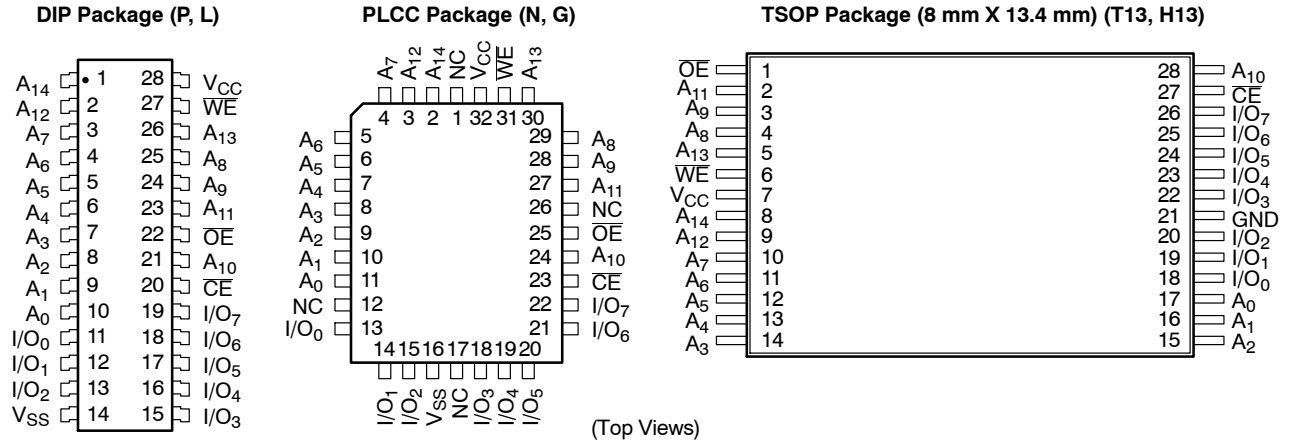 DIP Package (P, L)
A14 1 28 VCC
A12 2 27 WE
A7 3 26 A13
A6 4 25 A8
A5 5 24 A9
A4 6 23 A11
A3 7 22 OE
A2 8 21 A10
A1 9 20 CE
A0 10 19 I/O7
I/O0 11 18 I/O6
I/O1 12 17 I/O5
I/O2 13 16 I/O4
VSS 14 15 I/O3
PLCC Package (N, G)
A7 A12 A14 NC VCC WE A13
4 3 2 1 32 31 30
A6 5 29 A8
A5 6 28 A9
A4 7 27 A11
A3 8 26 NC
A2 9 25 OE
A1 10 24 A10
A0 11 23 CE
NC 12 22 I/O7
I/O0 13 21 I/O6
14 15 16 17 18 19 20
I/O1 I/O2 VSS NC I/O3 I/O4 I/O5
TSOP Package (8 mm X 13.4 mm) (T13, H13)
OE 1 28 A10
A11 2 27 CE
A9 3 26 I/O7
A8 4 25 I/O6
A13 5 24 I/O5
WE 6 23 I/O4
VCC 7 22 I/O3
A14 8 21 GND
A12 9 20 I/O2
A7 10 19 I/O1
A6 11 18 I/O0
A5 12 17 A0
A4 13 16 A1
A3 14 15 A2
(Top Views)